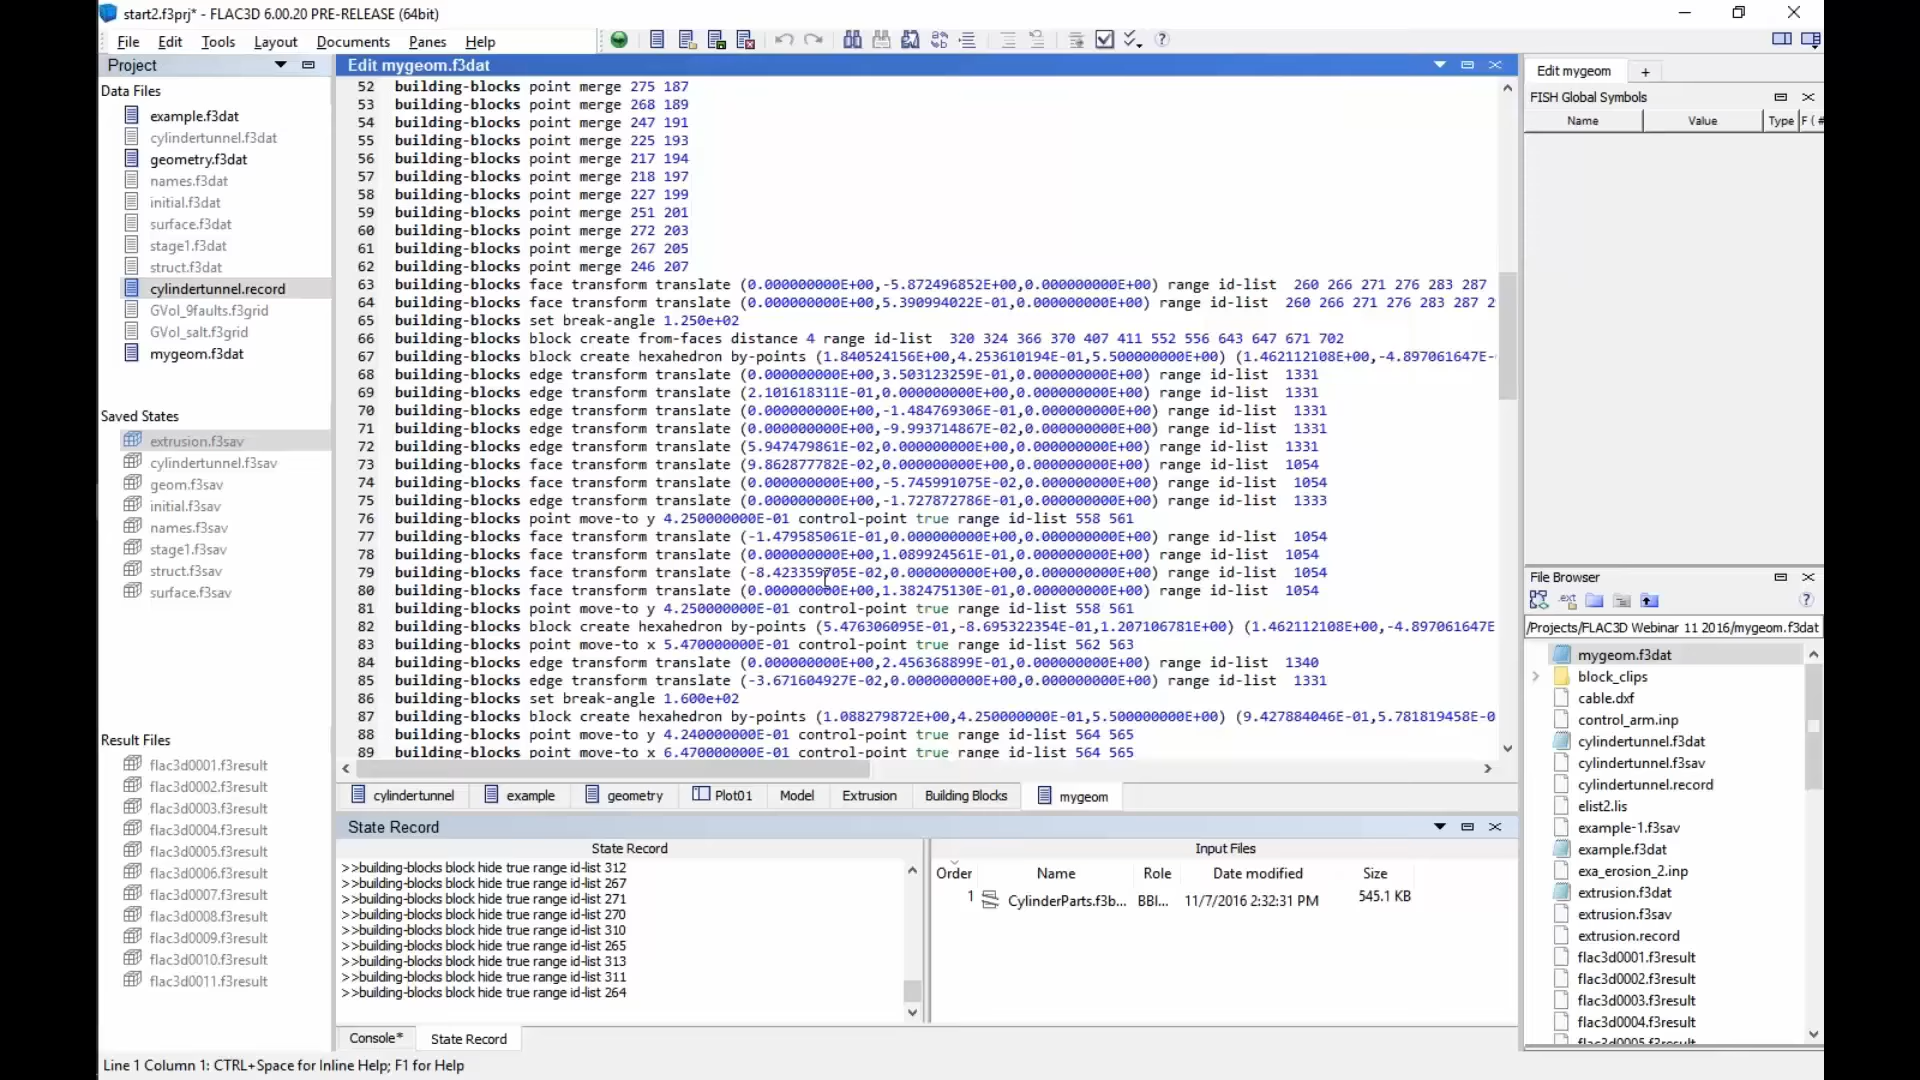 start2.f3prj* - FLAC3D 6.00.20 PRE-RELEASE (64bit)
File Edit Tools Layout Documents Panes Help
Project
Data Files
example.f3dat
cylindertunnel.f3dat
geometry.f3dat
names.f3dat
initial.f3dat
surface.f3dat
stage1.f3dat
struct.f3dat
cylindertunnel.record
GVol_9faults.f3grid
GVol_salt.f3grid
mygeom.f3dat
Saved States
extrusion.f3sav
cylindertunnel.f3sav
geom.f3sav
initial.f3sav
names.f3sav
stage1.f3sav
struct.f3sav
surface.f3sav
Result Files
flac3d0001.f3result
flac3d0002.f3result
flac3d0003.f3result
flac3d0004.f3result
flac3d0005.f3result
flac3d0006.f3result
flac3d0007.f3result
flac3d0008.f3result
flac3d0009.f3result
flac3d0010.f3result
flac3d0011.f3result
Edit mygeom.f3dat
52 building-blocks point merge 275 187
53 building-blocks point merge 268 189
54 building-blocks point merge 247 191
55 building-blocks point merge 225 193
56 building-blocks point merge 217 194
57 building-blocks point merge 218 197
58 building-blocks point merge 227 199
59 building-blocks point merge 251 201
60 building-blocks point merge 272 203
61 building-blocks point merge 267 205
62 building-blocks point merge 246 207
63 building-blocks face transform translate (0.000000000E+00,-5.872496852E+00,0.000000000E+00) range id-list 260 266 271 276 283 287
64 building-blocks face transform translate (0.000000000E+00,5.390994022E-01,0.000000000E+00) range id-list 260 266 271 276 283 287 2
65 building-blocks set break-angle 1.250e+02
66 building-blocks block create from-faces distance 4 range id-list 320 324 366 370 407 411 552 556 643 647 671 702
67 building-blocks block create hexahedron by-points (1.840524156E+00,4.253610194E-01,5.500000000E+00) (1.462112108E+00,-4.897061647E-
68 building-blocks edge transform translate (0.000000000E+00,3.503123259E-01,0.000000000E+00) range id-list 1331
69 building-blocks edge transform translate (2.101618311E-01,0.000000000E+00,0.000000000E+00) range id-list 1331
70 building-blocks edge transform translate (0.000000000E+00,-1.484769306E-01,0.000000000E+00) range id-list 1331
71 building-blocks edge transform translate (0.000000000E+00,-9.993714867E-02,0.000000000E+00) range id-list 1331
72 building-blocks edge transform translate (5.947479861E-02,0.000000000E+00,0.000000000E+00) range id-list 1331
73 building-blocks face transform translate (9.862877782E-02,0.000000000E+00,0.000000000E+00) range id-list 1054
74 building-blocks face transform translate (0.000000000E+00,-5.745991075E-02,0.000000000E+00) range id-list 1054
75 building-blocks edge transform translate (0.000000000E+00,-1.727872786E-01,0.000000000E+00) range id-list 1333
76 building-blocks point move-to y 4.250000000E-01 control-point true range id-list 558 561
77 building-blocks face transform translate (-1.479585061E-01,0.000000000E+00,0.000000000E+00) range id-list 1054
78 building-blocks face transform translate (0.000000000E+00,1.089924561E-01,0.000000000E+00) range id-list 1054
79 building-blocks face transform translate (-8.423359705E-02,0.000000000E+00,0.000000000E+00) range id-list 1054
80 building-blocks face transform translate (0.000000000E+00,1.382475130E-01,0.000000000E+00) range id-list 1054
81 building-blocks point move-to y 4.250000000E-01 control-point true range id-list 558 561
82 building-blocks block create hexahedron by-points (5.476306095E-01,-8.695322354E-01,1.207106781E+00) (1.462112108E+00,-4.897061647E
83 building-blocks point move-to x 5.470000000E-01 control-point true range id-list 562 563
84 building-blocks edge transform translate (0.000000000E+00,2.456368899E-01,0.000000000E+00) range id-list 1340
85 building-blocks edge transform translate (-3.671604927E-02,0.000000000E+00,0.000000000E+00) range id-list 1331
86 building-blocks set break-angle 1.600e+02
87 building-blocks block create hexahedron by-points (1.088279872E+00,4.250000000E-01,5.500000000E+00) (9.427884046E-01,5.781819458E-0
88 building-blocks point move-to y 4.240000000E-01 control-point true range id-list 564 565
89 building-blocks point move-to x 6.470000000E-01 control-point true range id-list 564 565
cylindertunnel example geometry Plot01 Model Extrusion Building Blocks mygeom
State Record
State Record
>>building-blocks block hide true range id-list 312
>>building-blocks block hide true range id-list 267
>>building-blocks block hide true range id-list 271
>>building-blocks block hide true range id-list 270
>>building-blocks block hide true range id-list 310
>>building-blocks block hide true range id-list 265
>>building-blocks block hide true range id-list 313
>>building-blocks block hide true range id-list 311
>>building-blocks block hide true range id-list 264
Input Files
Order Name Role Date modified Size
1 CylinderParts.f3b... BBI... 11/7/2016 2:32:31 PM 545.1 KB
Console* State Record
Edit mygeom +
FISH Global Symbols
Name Value Type F ( #
File Browser
.ext
/Projects/FLAC3D Webinar 11 2016/mygeom.f3dat
mygeom.f3dat
block_clips
cable.dxf
control_arm.inp
cylindertunnel.f3dat
cylindertunnel.f3sav
cylindertunnel.record
elist2.lis
example-1.f3sav
example.f3dat
exa_erosion_2.inp
extrusion.f3dat
extrusion.f3sav
extrusion.record
flac3d0001.f3result
flac3d0002.f3result
flac3d0003.f3result
flac3d0004.f3result
flac3d0005.f3result
Line 1 Column 1: CTRL+Space for Inline Help; F1 for Help